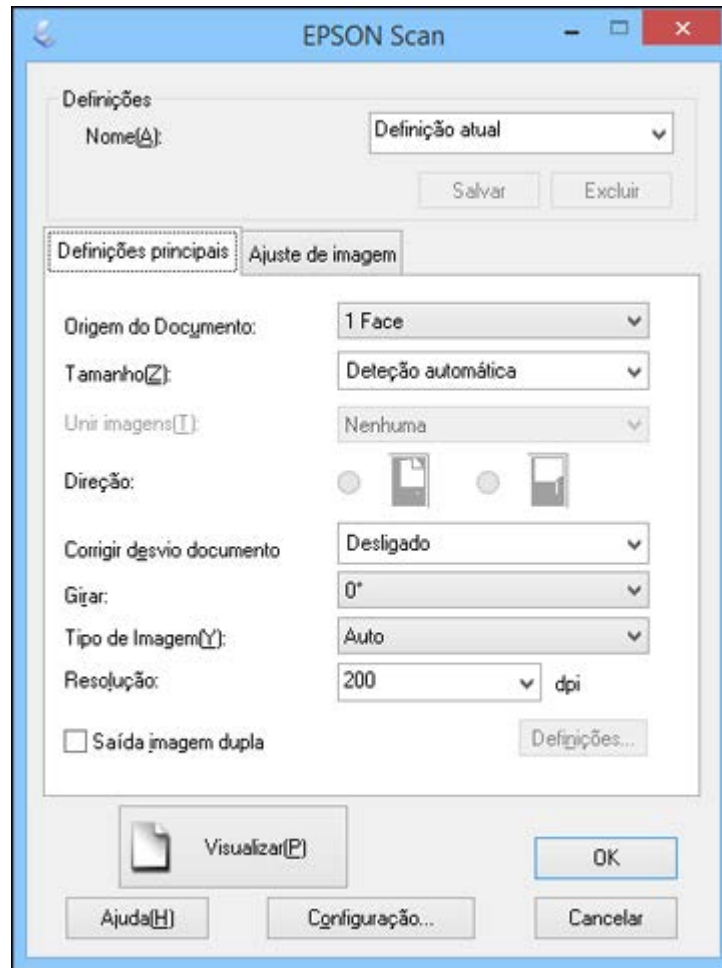 EPSON Scan
Definições
Nome(A): Definição atual
Salvar Excluir
Definições principais Ajuste de imagem
Origem do Documento: 1 Face
Tamanho(Z): Deteção automática
Unir imagens(T): Nenhuma
Direção:
Corrigir desvio documento Desligado
Girar: 0°
Tipo de Imagem(Y): Auto
Resolução: 200 dpi
Saída imagem dupla Definições...
Visualizar(P) OK
Ajuda(H) Configuração... Cancelar